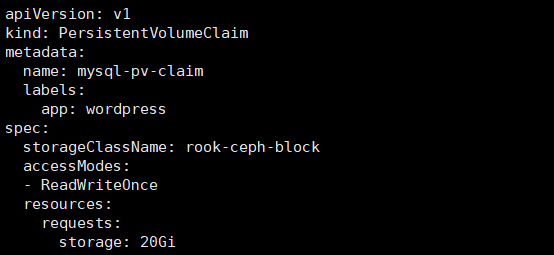 apiVersion: v1
kind: PersistentVolumeClaim
metadata:
  name: mysql-pv-claim
  labels:
    app: wordpress
spec:
  storageClassName: rook-ceph-block
  accessModes:
  - ReadWriteOnce
  resources:
    requests:
      storage: 20Gi